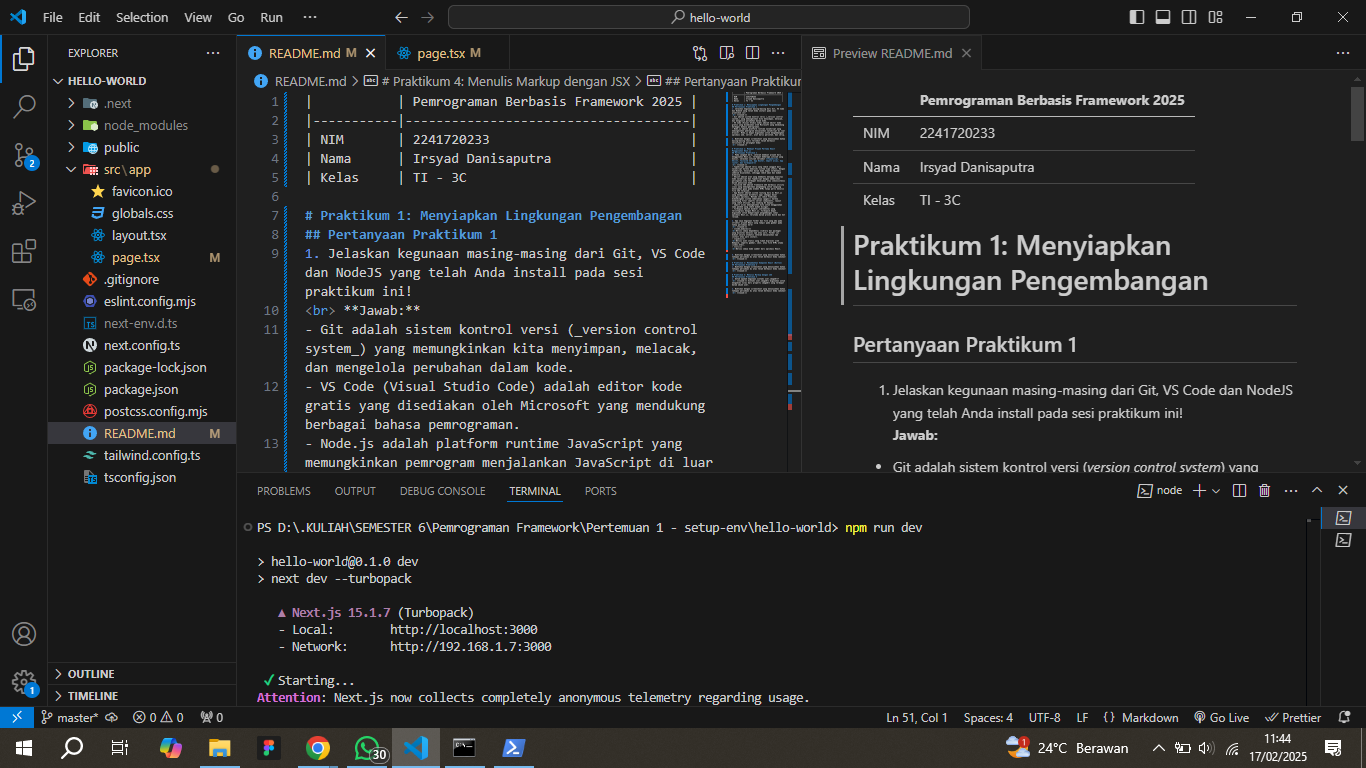 File Edit Selection View Go Run ··· hello-world
EXPLORER ···
HELLO-WORLD
.next
node_modules
public
src\app
favicon.ico
globals.css
layout.tsx
page.tsx M
.gitignore
eslint.config.mjs
next-env.d.ts
next.config.ts
package-lock.json
package.json
postcss.config.mjs
README.md M
tailwind.config.ts
tsconfig.json
OUTLINE
TIMELINE
2
1
README.md M page.tsx M
README.md > # Praktikum 4: Menulis Markup dengan JSX > ## Pertanyaan Praktikum
1 | | Pemrograman Berbasis Framework 2025 |
2 |-----------|-------------------------------------|
3 | NIM | 2241720233 |
4 | Nama | Irsyad Danisaputra |
5 | Kelas | TI - 3C |
6
7 # Praktikum 1: Menyiapkan Lingkungan Pengembangan
8 ## Pertanyaan Praktikum 1
9 1. Jelaskan kegunaan masing-masing dari Git, VS Code
dan NodeJS yang telah Anda install pada sesi
praktikum ini!
10 <br> **Jawab:**
11 - Git adalah sistem kontrol versi (_version control
system_) yang memungkinkan kita menyimpan, melacak,
dan mengelola perubahan dalam kode.
12 - VS Code (Visual Studio Code) adalah editor kode
gratis yang disediakan oleh Microsoft yang mendukung
berbagai bahasa pemrograman.
13 - Node.js adalah platform runtime JavaScript yang
memungkinkan pemrogram menjalankan JavaScript di luar
Preview README.md
Pemrograman Berbasis Framework 2025
NIM 2241720233
Nama Irsyad Danisaputra
Kelas TI - 3C
Praktikum 1: Menyiapkan
Lingkungan Pengembangan
Pertanyaan Praktikum 1
1. Jelaskan kegunaan masing-masing dari Git, VS Code dan NodeJS
yang telah Anda install pada sesi praktikum ini!
Jawab:
• Git adalah sistem kontrol versi (version control system) yang
PROBLEMS OUTPUT DEBUG CONSOLE TERMINAL PORTS node
PS D:\.KULIAH\SEMESTER 6\Pemrograman Framework\Pertemuan 1 - setup-env\hello-world> npm run dev
> hello-world@0.1.0 dev
> next dev --turbopack
▲ Next.js 15.1.7 (Turbopack)
- Local: http://localhost:3000
- Network: http://192.168.1.7:3000
✓ Starting...
Attention: Next.js now collects completely anonymous telemetry regarding usage.
master* 0 0 0 Ln 51, Col 1 Spaces: 4 UTF-8 LF {} Markdown Go Live Prettier
30 1 24°C Berawan 11:44
17/02/2025